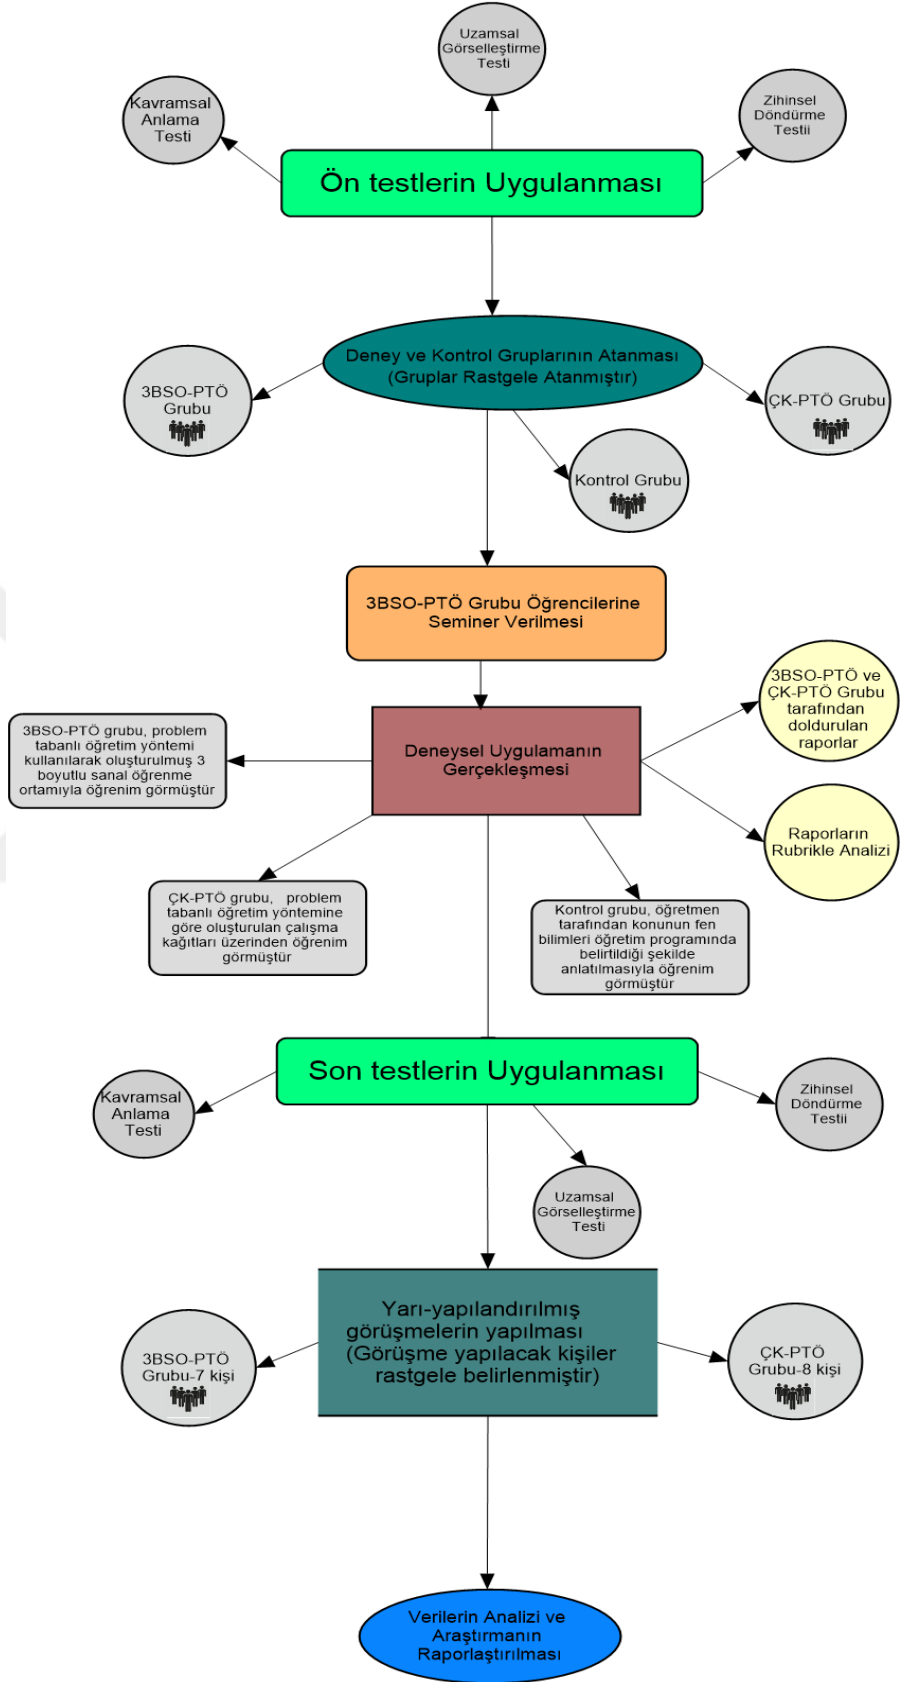 Uzamsal
Görselleştirme
Testi
Kavramsal
Anlama
Testi
Zihinsel
Döndürme
Testii
Ön testlerin Uygulanması
Deney ve Kontrol Gruplarının Atanması
(Gruplar Rastgele Atanmıştır)
3BSO-PTÖ
Grubu
ÇK-PTÖ Grubu
Kontrol Grubu
3BSO-PTÖ Grubu Öğrencilerine
Seminer Verilmesi
3BSO-PTÖ ve
ÇK-PTÖ Grubu
tarafından
doldurulan
raporlar
3BSO-PTÖ grubu, problem
tabanlı öğretim yöntemi
kullanılarak oluşturulmuş 3
boyutlu sanal öğrenme
ortamıyla öğrenim görmüştür
Deneysel Uygulamanın
Gerçekleşmesi
Raporların
Rubrikle Analizi
ÇK-PTÖ grubu, problem
tabanlı öğretim yöntemine
göre oluşturulan çalışma
kağıtları üzerinden öğrenim
görmüştür
Kontrol grubu, öğretmen
tarafından konunun fen
bilimleri öğretim programında
belirtildiği şekilde
anlatılmasıyla öğrenim
görmüştür
Son testlerin Uygulanması
Kavramsal
Anlama
Testi
Zihinsel
Döndürme
Testii
Uzamsal
Görselleştirme
Testi
Yarı-yapılandırılmış
görüşmelerin yapılması
(Görüşme yapılacak kişiler
rastgele belirlenmiştir)
3BSO-PTÖ
Grubu-7 kişi
ÇK-PTÖ
Grubu-8 kişi
Verilerin Analizi ve
Araştırmanın
Raporlaştırılması